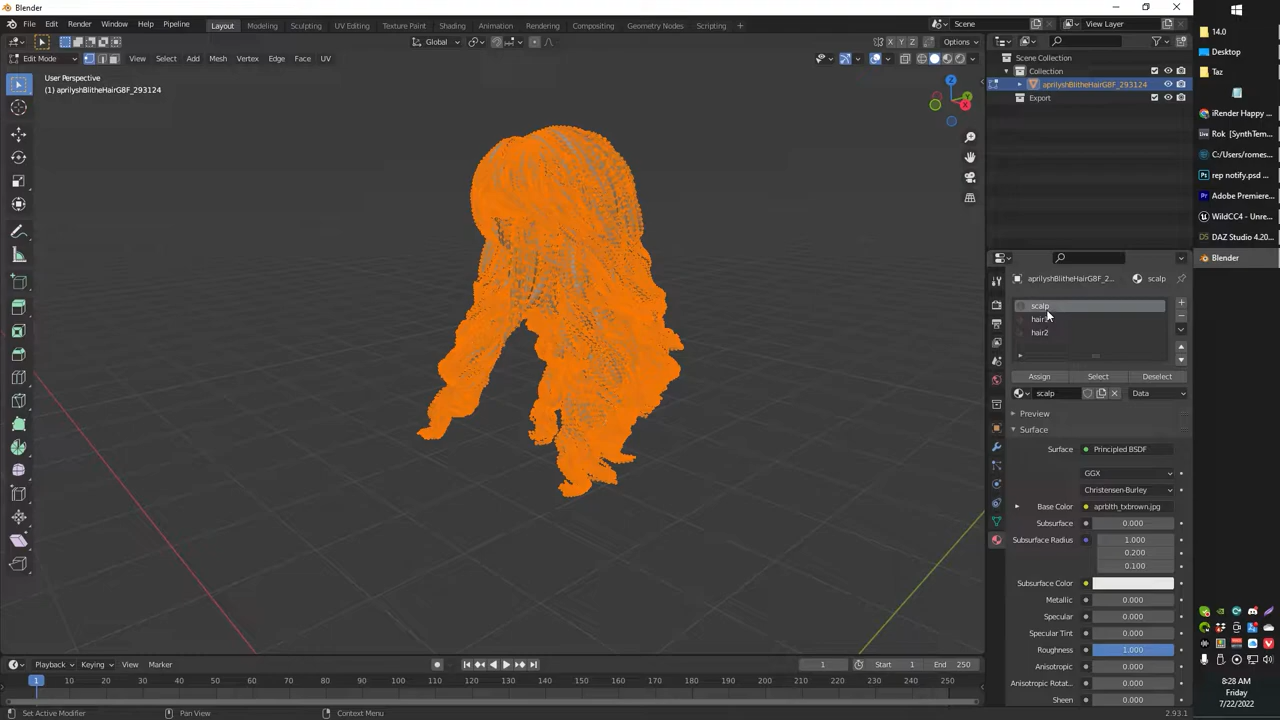 Blender
File Edit Render Window Help Pipeline Layout Modeling Sculpting UV Editing Texture Paint Shading Animation Rendering Compositing Geometry Nodes Scripting + Scene View Layer
Global X Y Z Options
Edit Mode View Select Add Mesh Vertex Edge Face UV
User Perspective
(1) aprilyshBlitheHairG8F_293124
Z
Y
X
Scene Collection
Collection
aprilyshBlitheHairG8F_293124
Export
aprilyshBlitheHairG8F_2... scalp
scalp
hair1
hair2
Assign Select Deselect
scalp Data
Preview
Surface
Surface Principled BSDF
GGX
Christensen-Burley
Base Color aprblth_txbrown.jpg
Subsurface 0.000
Subsurface Radius 1.000
0.200
0.100
Subsurface Color
Metallic 0.000
Specular 0.000
Specular Tint 0.000
Roughness 1.000
Anisotropic 0.000
Anisotropic Rotat... 0.000
Sheen 0.000
Playback Keying View Marker 1 Start 1 End 250
1 10 20 30 40 50 60 70 80 90 100 110 120 130 140 150 160 170 180 190 200 210 220 230 240 250
Set Active Modifier Pan View Context Menu 2.93.1
14.0
Desktop
Taz
iRender Happy ...
Rok [SynthTem...
C:/Users/romes...
rep notify.psd ...
Adobe Premiere...
WildCC4 - Unre...
DAZ Studio 4.20...
Blender
8:28 AM
Friday
7/22/2022